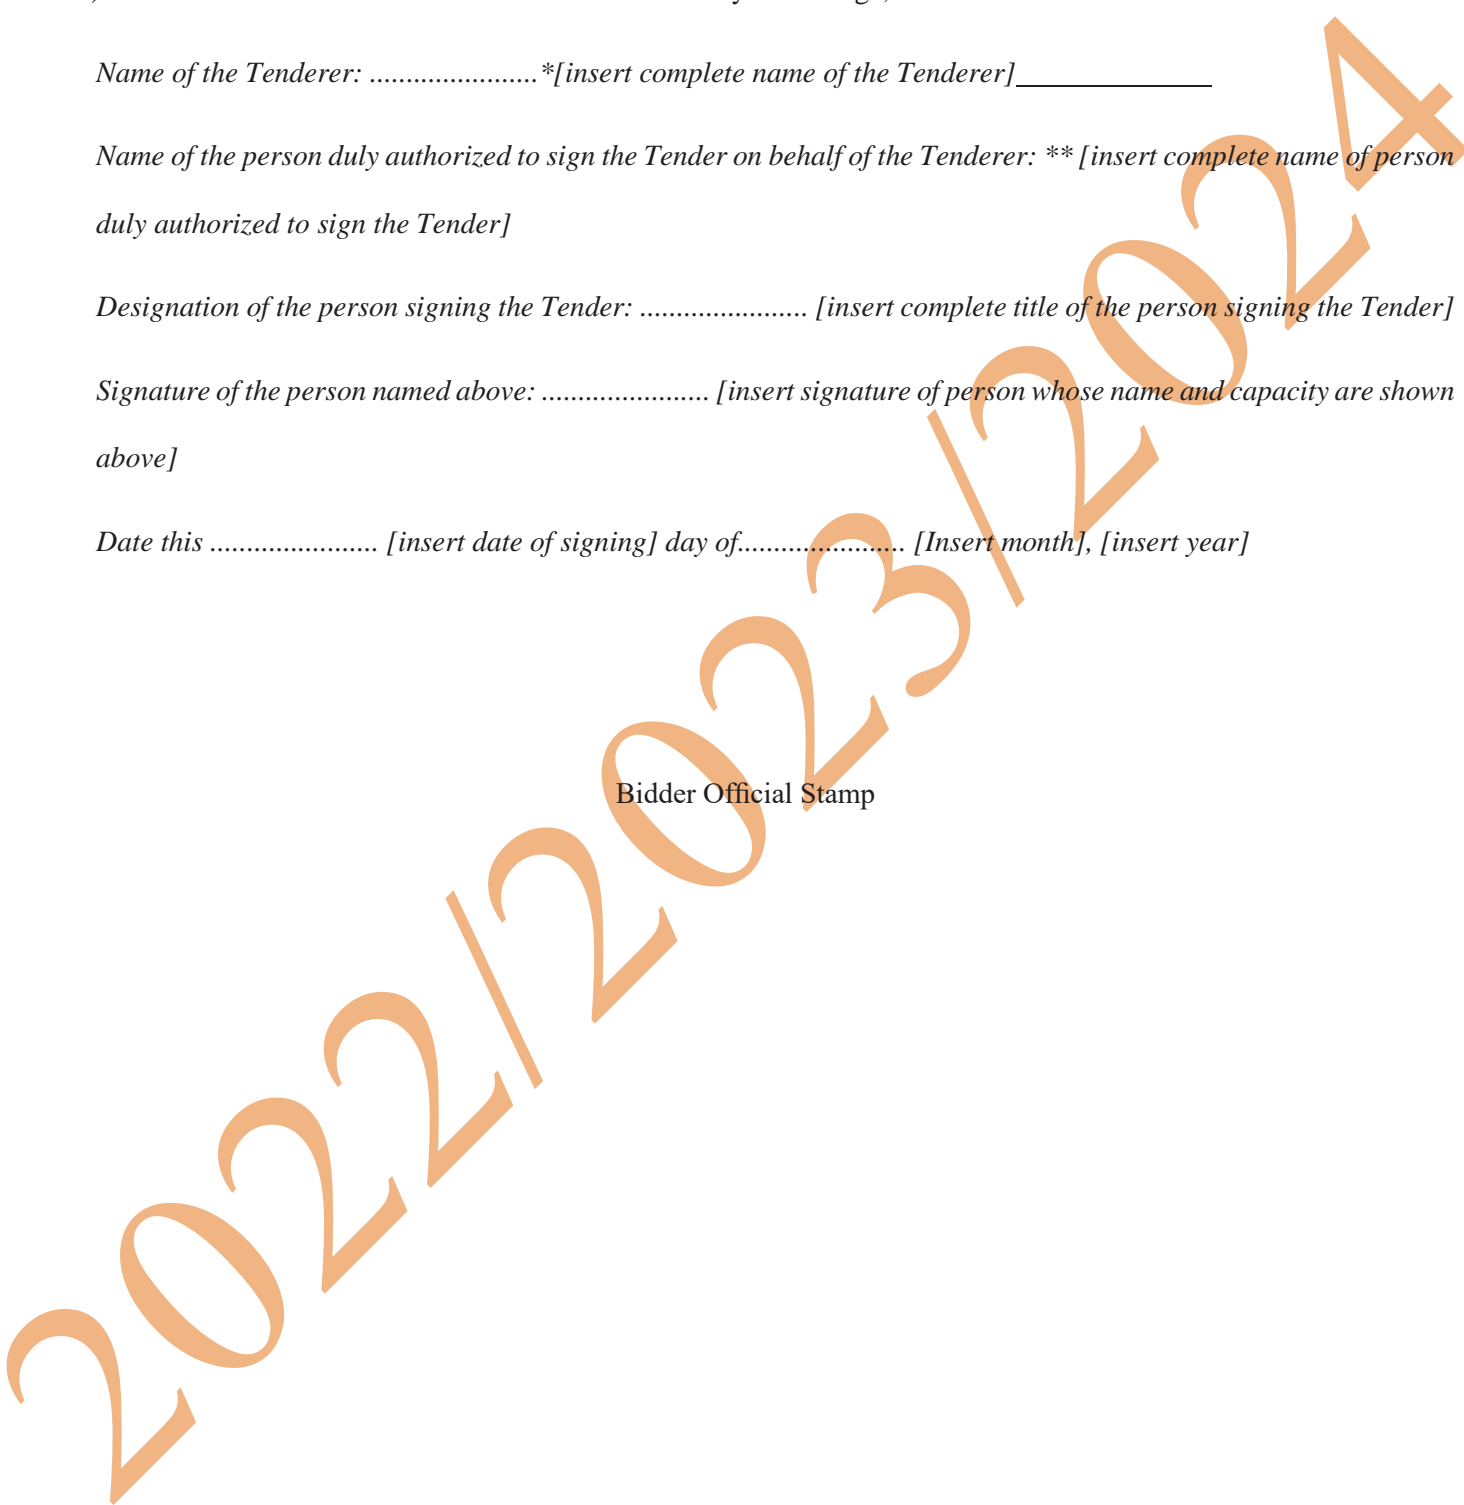 Name of the Tenderer: .......................*[insert complete name of the Tenderer]______________
Name of the person duly authorized to sign the Tender on behalf of the Tenderer: ** [insert complete name of person
duly authorized to sign the Tender]
Designation of the person signing the Tender: ....................... [insert complete title of the person signing the Tender]
Signature of the person named above: ....................... [insert signature of person whose name and capacity are shown
above]
Date this ....................... [insert date of signing] day of....................... [Insert month], [insert year]
Bidder Official Stamp
2022/2023/2024